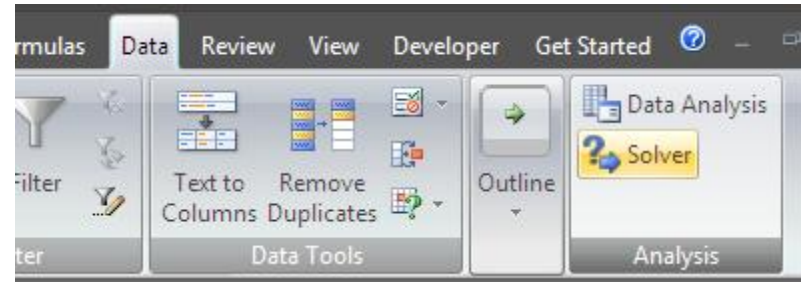 rmulas Data Review View Developer Get Started
Filter
Text to Columns
Remove Duplicates
Outline
Data Analysis
Solver
ter
Data Tools
Analysis